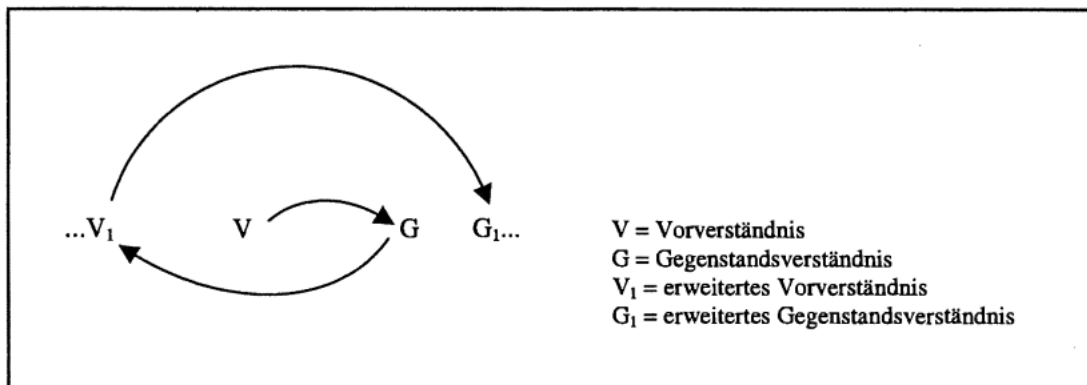 ...V₁ V G G₁...
V = Vorverständnis
G = Gegenstandsverständnis
V₁ = erweitertes Vorverständnis
G₁ = erweitertes Gegenstandsverständnis